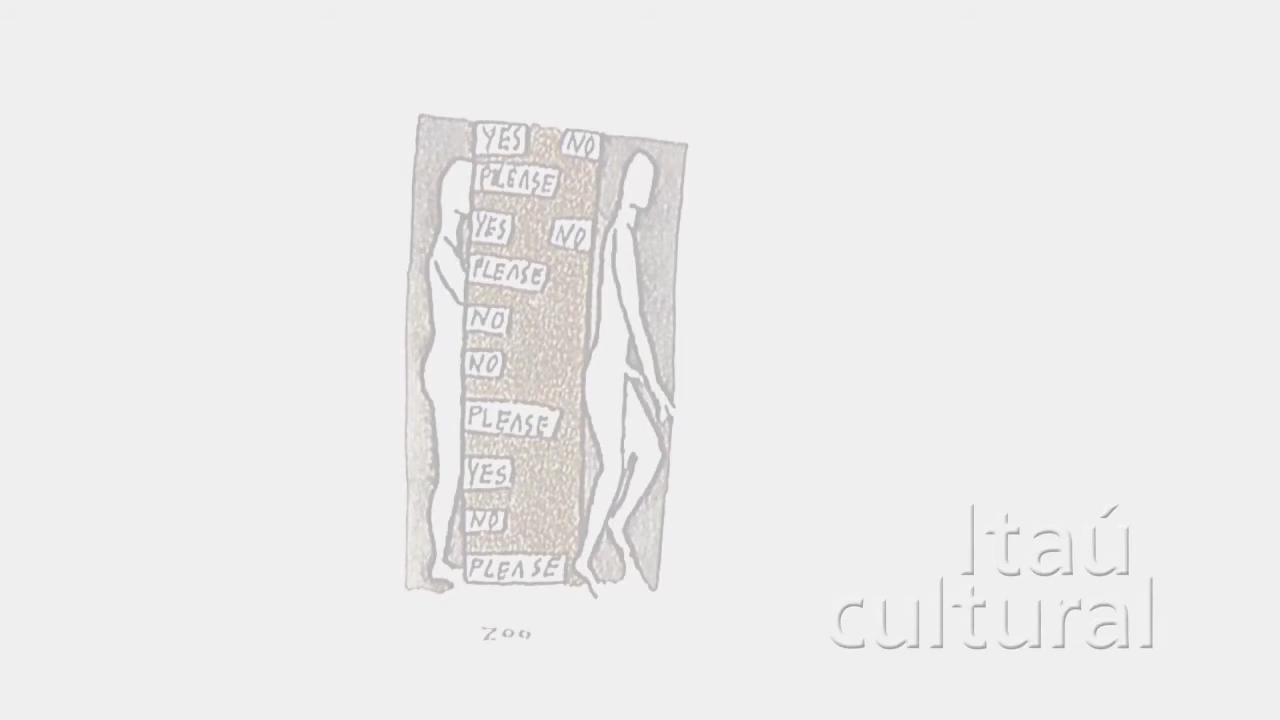 YES NO
PLEASE
YES NO
PLEASE
NO
NO
PLEASE
YES
NO
PLEASE
ZOO
Itaú
cultural